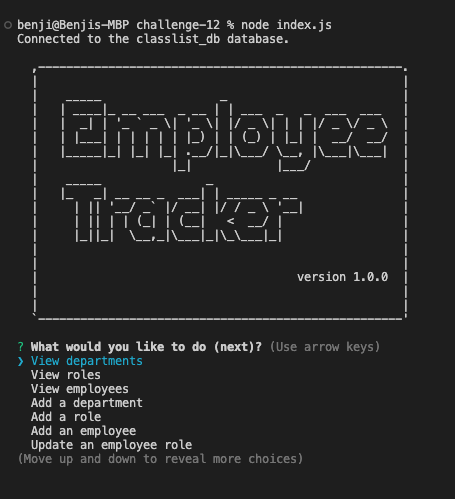 benji@Benjis-MBP challenge-12 % node index.js
Connected to the classlist_db database.
Employee
Tracker
version 1.0.0
? What would you like to do (next)? (Use arrow keys)
❯ View departments
View roles
View employees
Add a department
Add a role
Add an employee
Update an employee role
(Move up and down to reveal more choices)